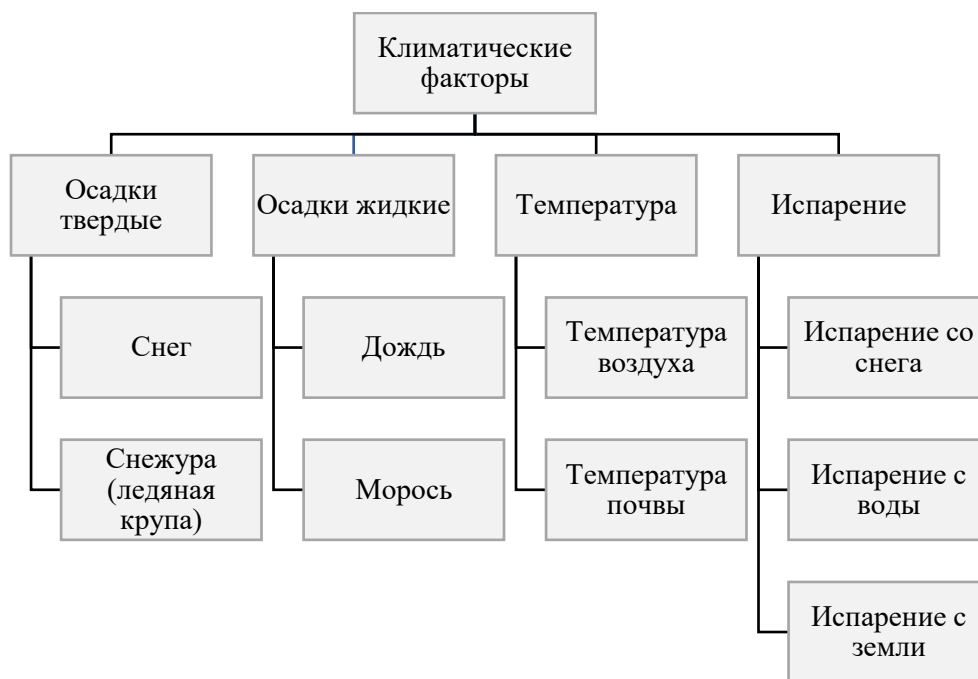 Климатические
факторы
Осадки
твердые
Осадки жидкие
Температура
Испарение
Снег
Дождь
Температура
воздуха
Испарение со
снега
Снежура
(ледяная
крупа)
Морось
Температура
почвы
Испарение с
воды
Испарение с
земли